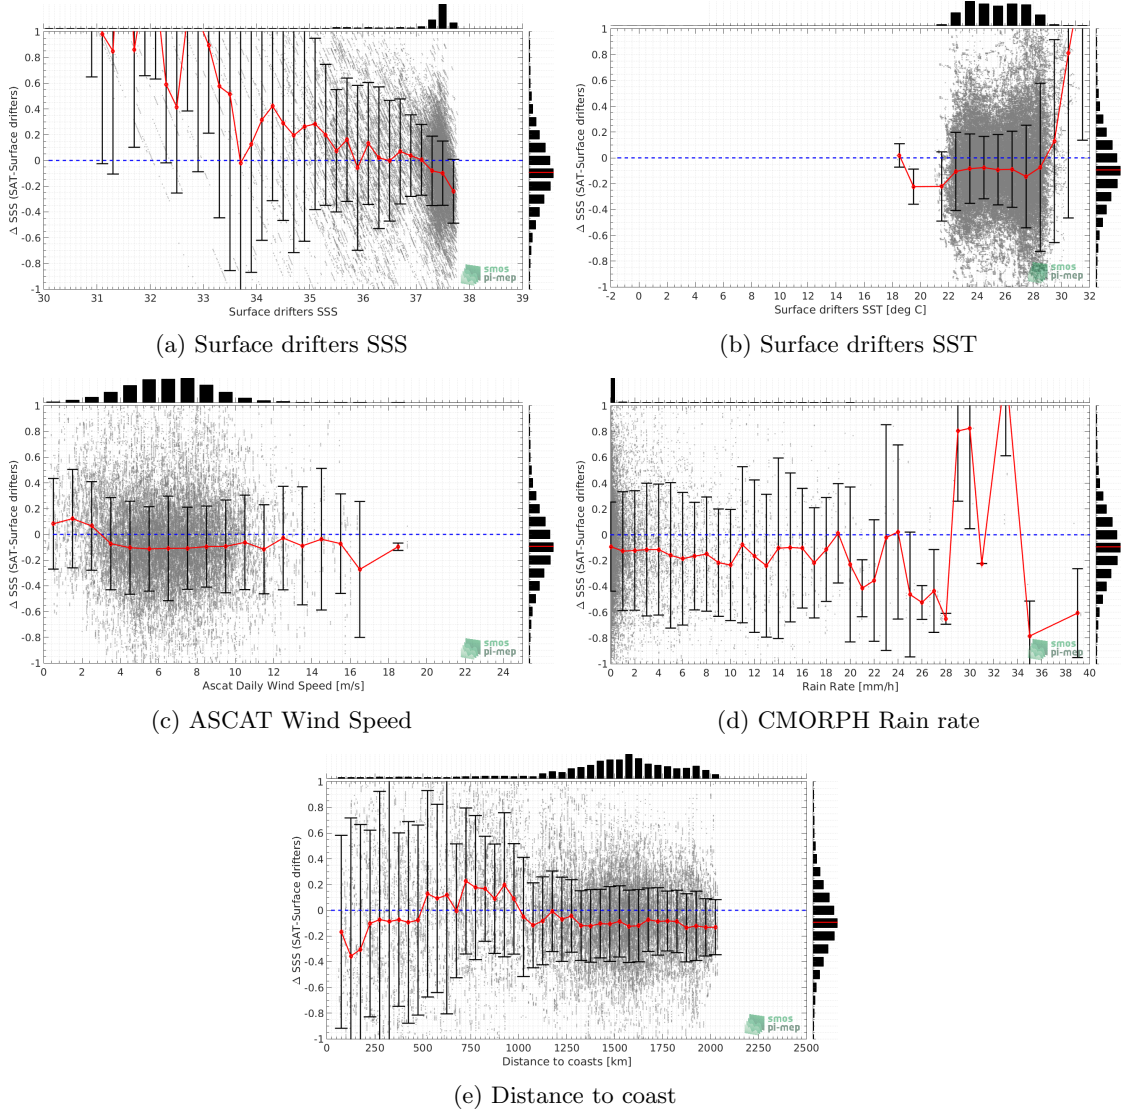 1
0.8
0.6
0.4
0.2
0
-0.2
-0.4
-0.6
-0.8
-1
Δ SSS (SAT-Surface drifters)
30 31 32 33 34 35 36 37 38 39
Surface drifters SSS
smos
pi-mep
(a) Surface drifters SSS
1
0.8
0.6
0.4
0.2
0
-0.2
-0.4
-0.6
-0.8
-1
Δ SSS (SAT-Surface drifters)
-2 0 2 4 6 8 10 12 14 16 18 20 22 24 26 28 30 32
Surface drifters SST [deg C]
smos
pi-mep
(b) Surface drifters SST
1
0.8
0.6
0.4
0.2
0
-0.2
-0.4
-0.6
-0.8
-1
Δ SSS (SAT-Surface drifters)
0 2 4 6 8 10 12 14 16 18 20 22 24
Ascat Daily Wind Speed [m/s]
smos
pi-mep
(c) ASCAT Wind Speed
1
0.8
0.6
0.4
0.2
0
-0.2
-0.4
-0.6
-0.8
-1
Δ SSS (SAT-Surface drifters)
0 2 4 6 8 10 12 14 16 18 20 22 24 26 28 30 32 34 36 38 40
Rain Rate [mm/h]
smos
pi-mep
(d) CMORPH Rain rate
1
0.8
0.6
0.4
0.2
0
-0.2
-0.4
-0.6
-0.8
-1
Δ SSS (SAT-Surface drifters)
0 250 500 750 1000 1250 1500 1750 2000 2250 2500
Distance to coasts [km]
smos
pi-mep
(e) Distance to coast